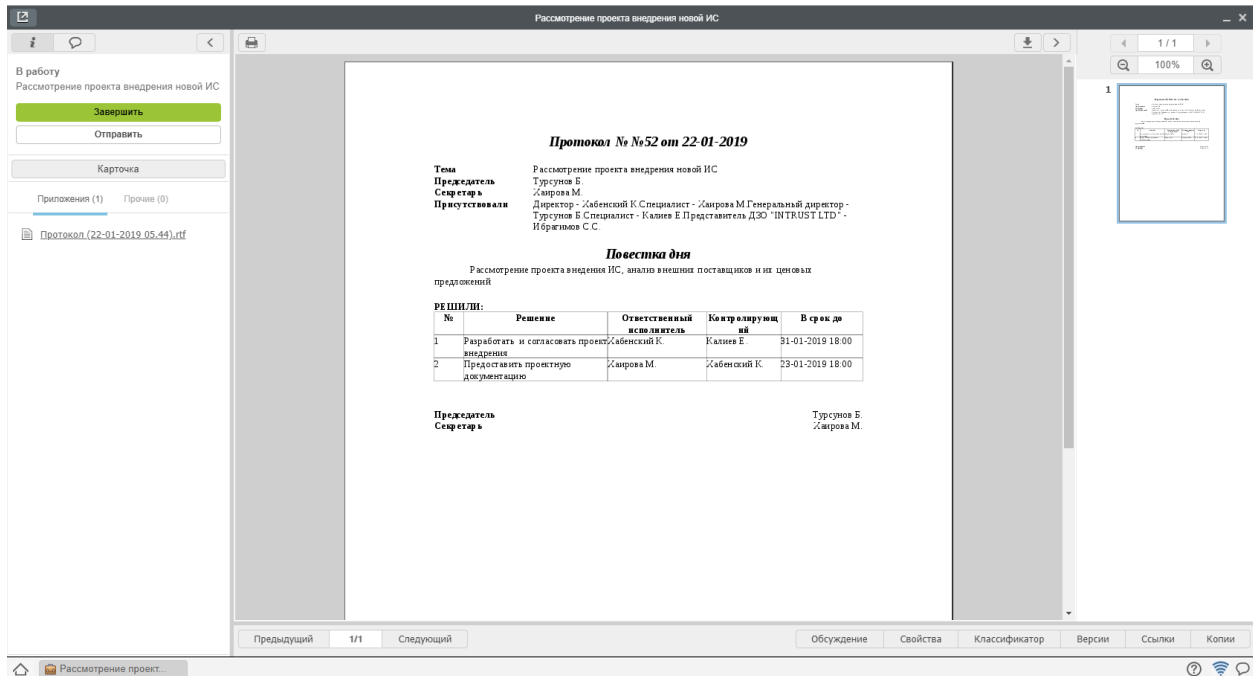 Рассмотрение проекта внедрения новой ИС
В работу
Рассмотрение проекта внедрения новой ИС
Завершить
Отправить
Карточка
Приложения (1) Прочие (0)
Протокол (22-01-2019 05.44).rtf
Протокол № №52 от 22-01-2019
Тема Рассмотрение проекта внедрения новой ИС
Председатель Турсунов Б.
Секретарь Хаирова М.
Присутствовали Директор - Хабенский К.Специалист - Хаирова М.Генеральный директор -
Турсунов Б.Специалист - Калиев Е.Представитель ДЗО "INTRUST LTD" -
Ибрагимов С.С.
Повестка дня
Рассмотрение проекта внедения ИС, анализ внешних поставщиков и их ценовых
предложений
РЕШИЛИ:
№ Решение Ответственный Контролирующ В срок до
исполнитель ий
1 Разработать и согласовать проект Хабенский К. Калиев Е. 31-01-2019 18:00
внедрения
2 Предоставить проектную Хаирова М. Хабенский К. 23-01-2019 18:00
документацию
Председатель Турсунов Б.
Секретарь Хаирова М.
1 / 1
100%
1
Предыдущий 1/1 Следующий Обсуждение Свойства Классификатор Версии Ссылки Копии
Рассмотрение проект...